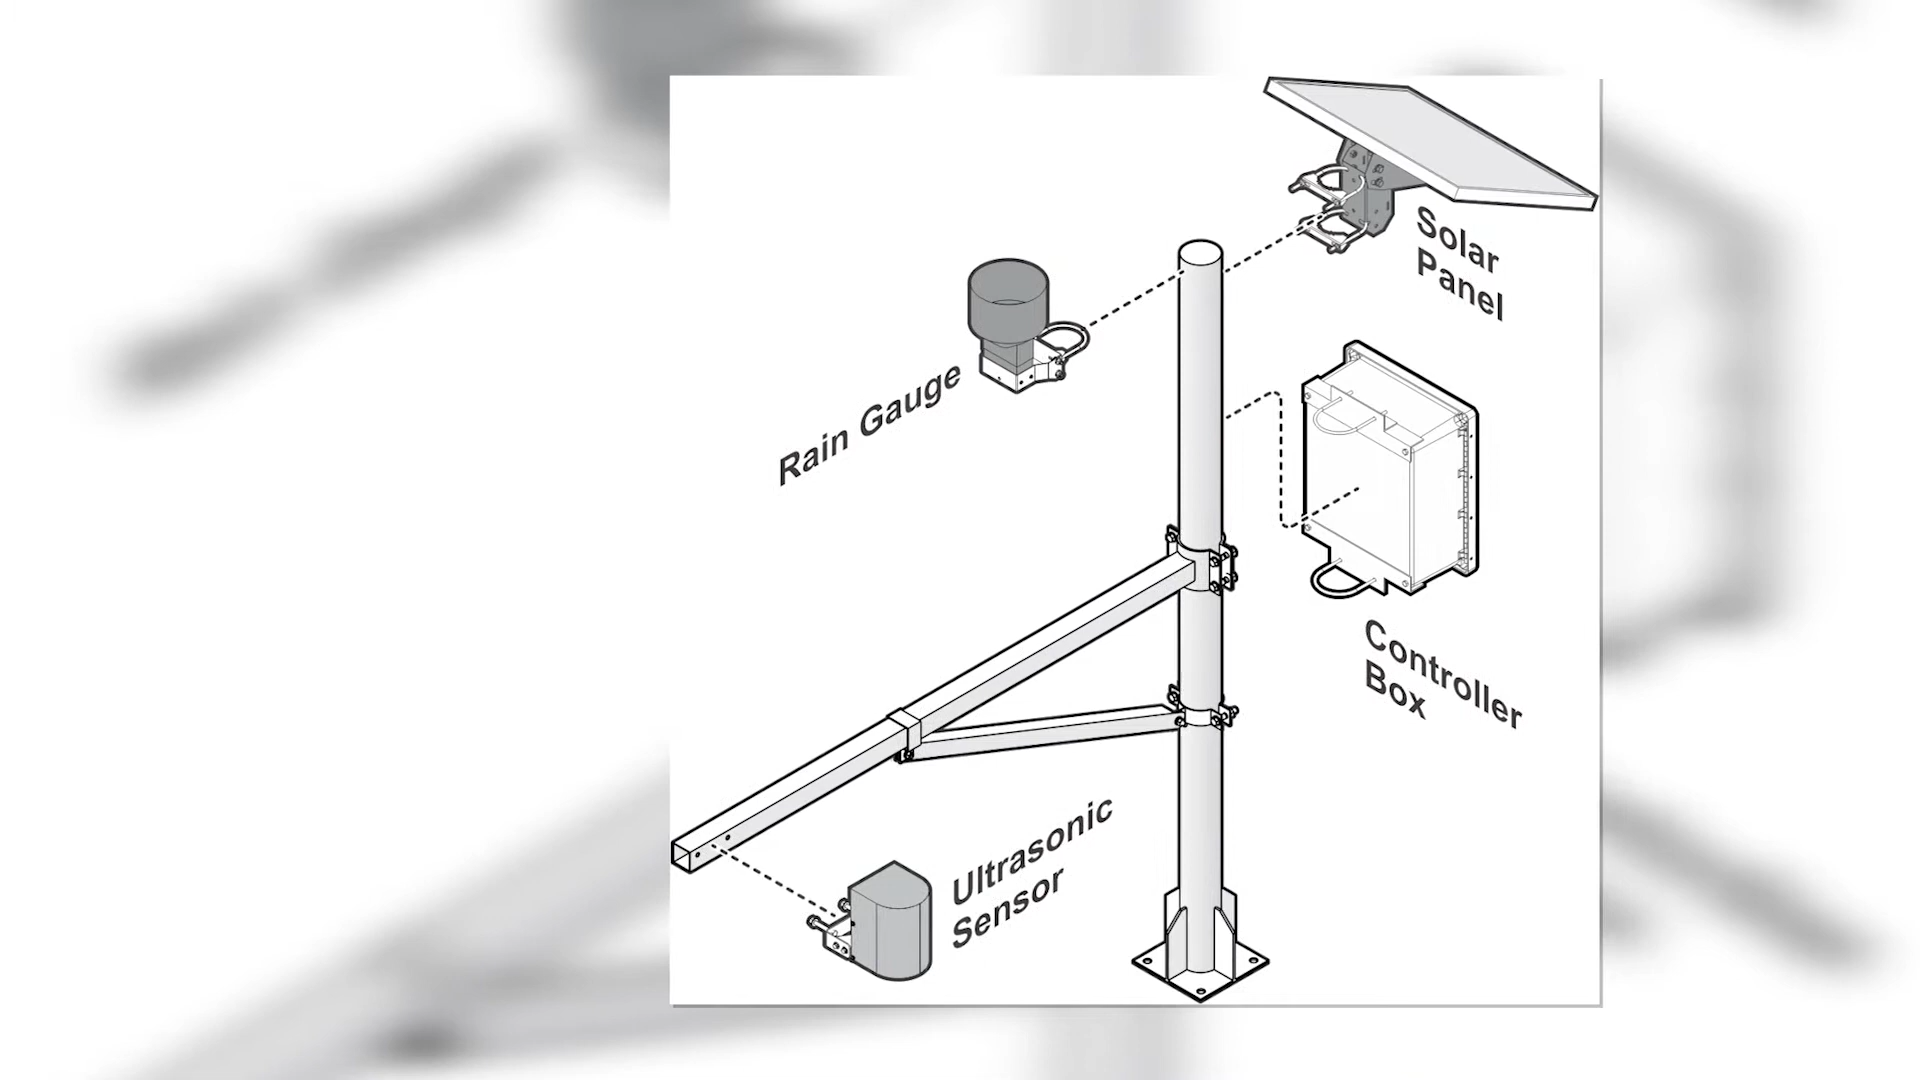 Solar
Panel
Rain Gauge
Controller
Box
Ultrasonic
Sensor